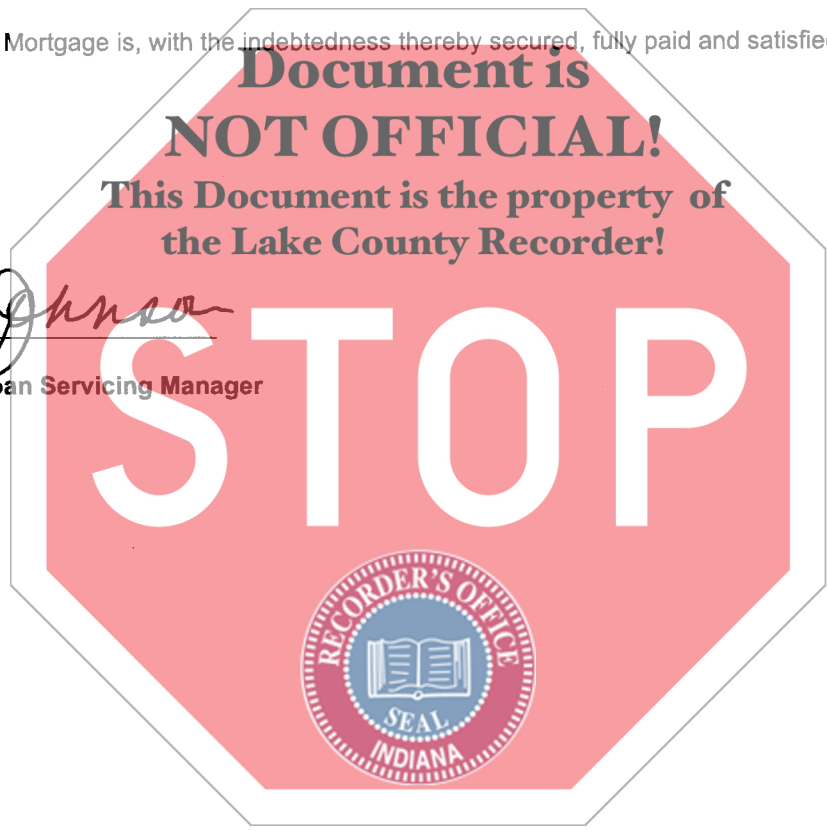 Mortgage is, with the indebtedness thereby secured, fully paid and satisfie
Document is
NOT OFFICIAL!
This Document is the property of
the Lake County Recorder!
Johnson
oan Servicing Manager
STOP
RECORDER'S OFFICE
SEAL
INDIANA